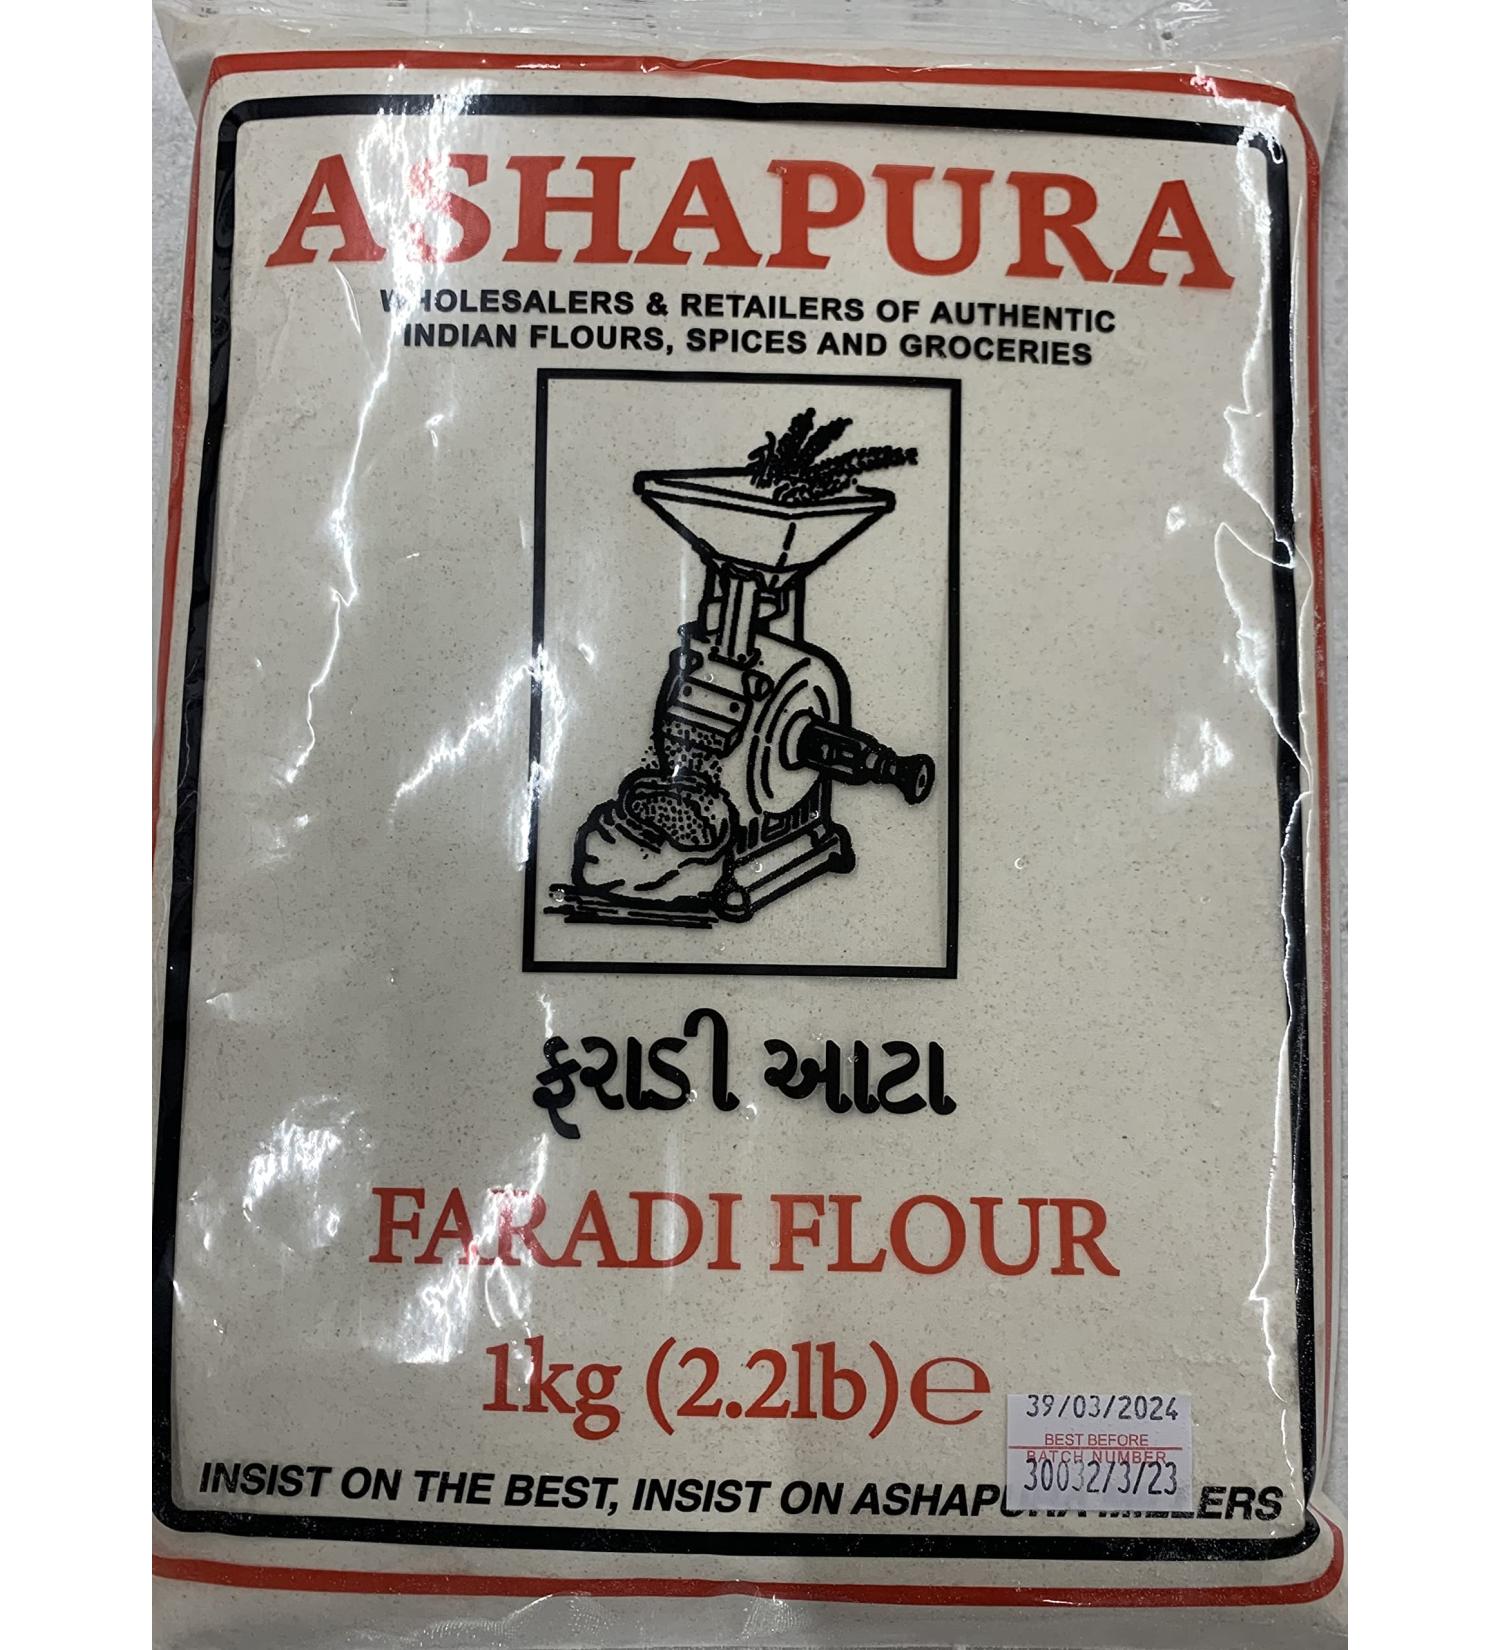 ASHAPURA
WHOLESALERS & RETAILERS OF AUTHENTIC
INDIAN FLOURS, SPICES AND GROCERIES
ફરાડી આટા
FARADI FLOUR
1kg (2.2lb)℮
39/03/2024
BEST BEFORE
BATCH NUMBER
30032/3/23
INSIST ON THE BEST, INSIST ON ASHAPURA MILLERS